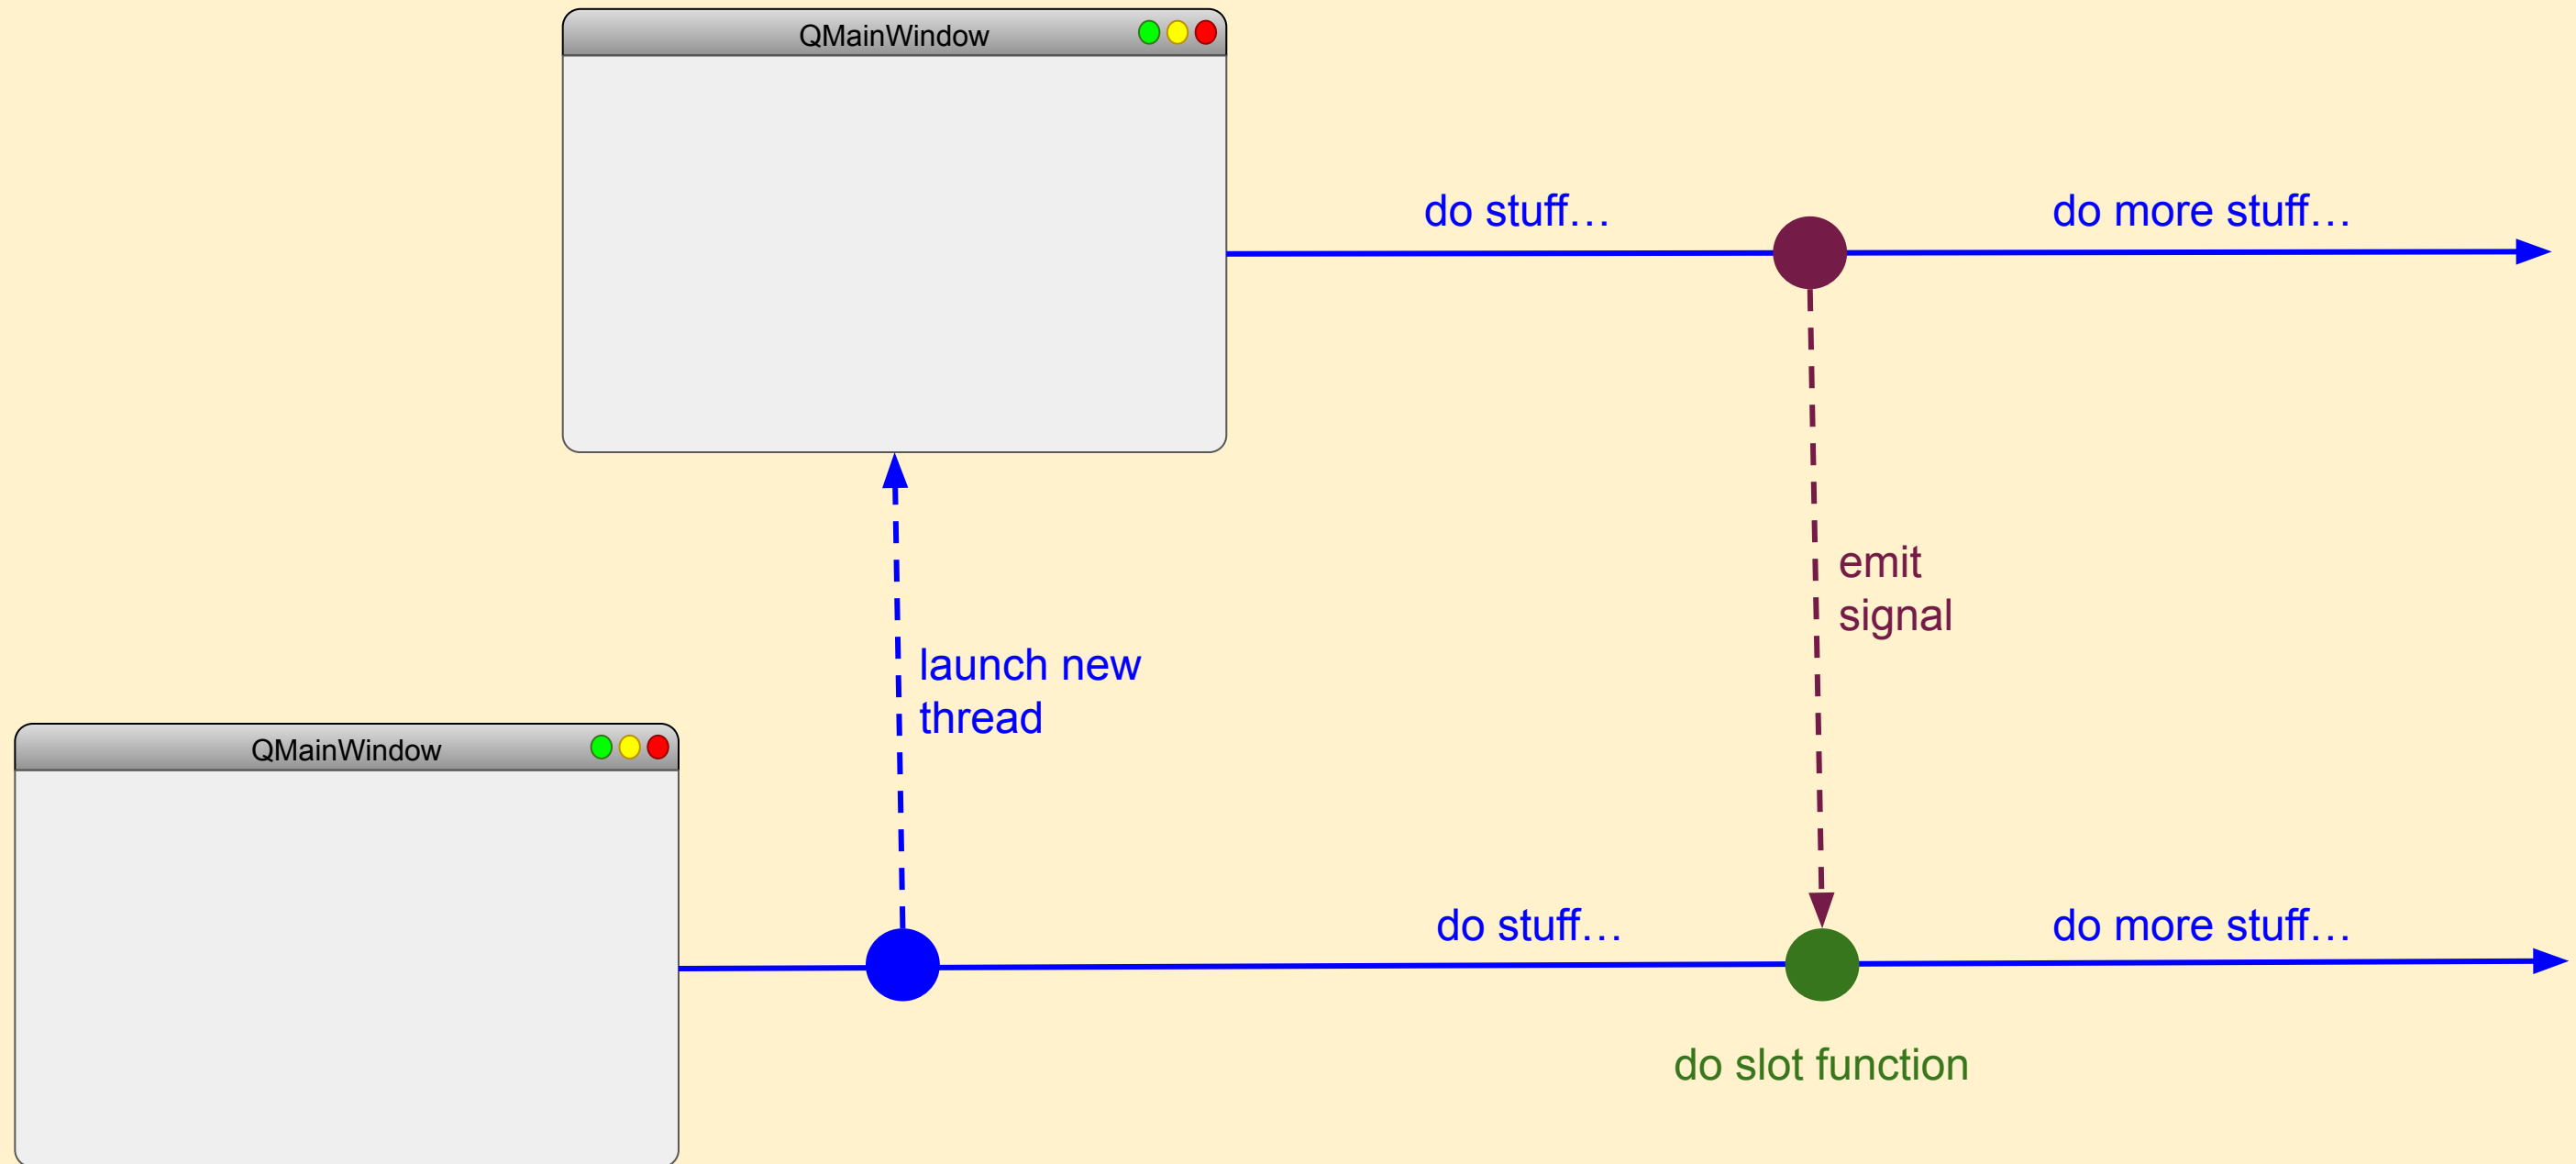 QMainWindow
do stuff…
do more stuff…
emit
signal
launch new
thread
QMainWindow
do stuff…
do more stuff…
do slot function